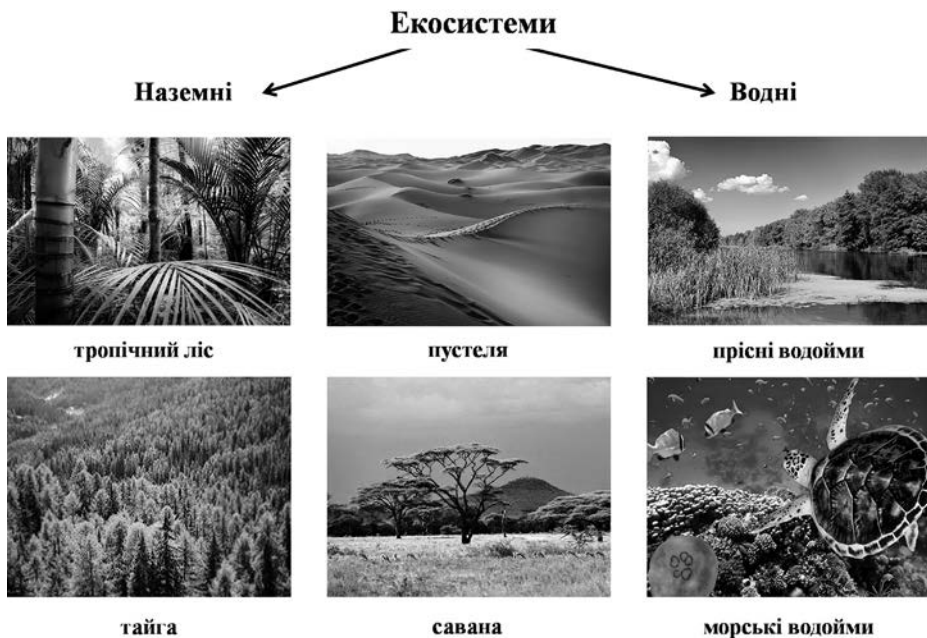 Екосистеми
Наземні
Водні
тропічний ліс
пустеля
прісні водойми
тайга
савана
морські водойми